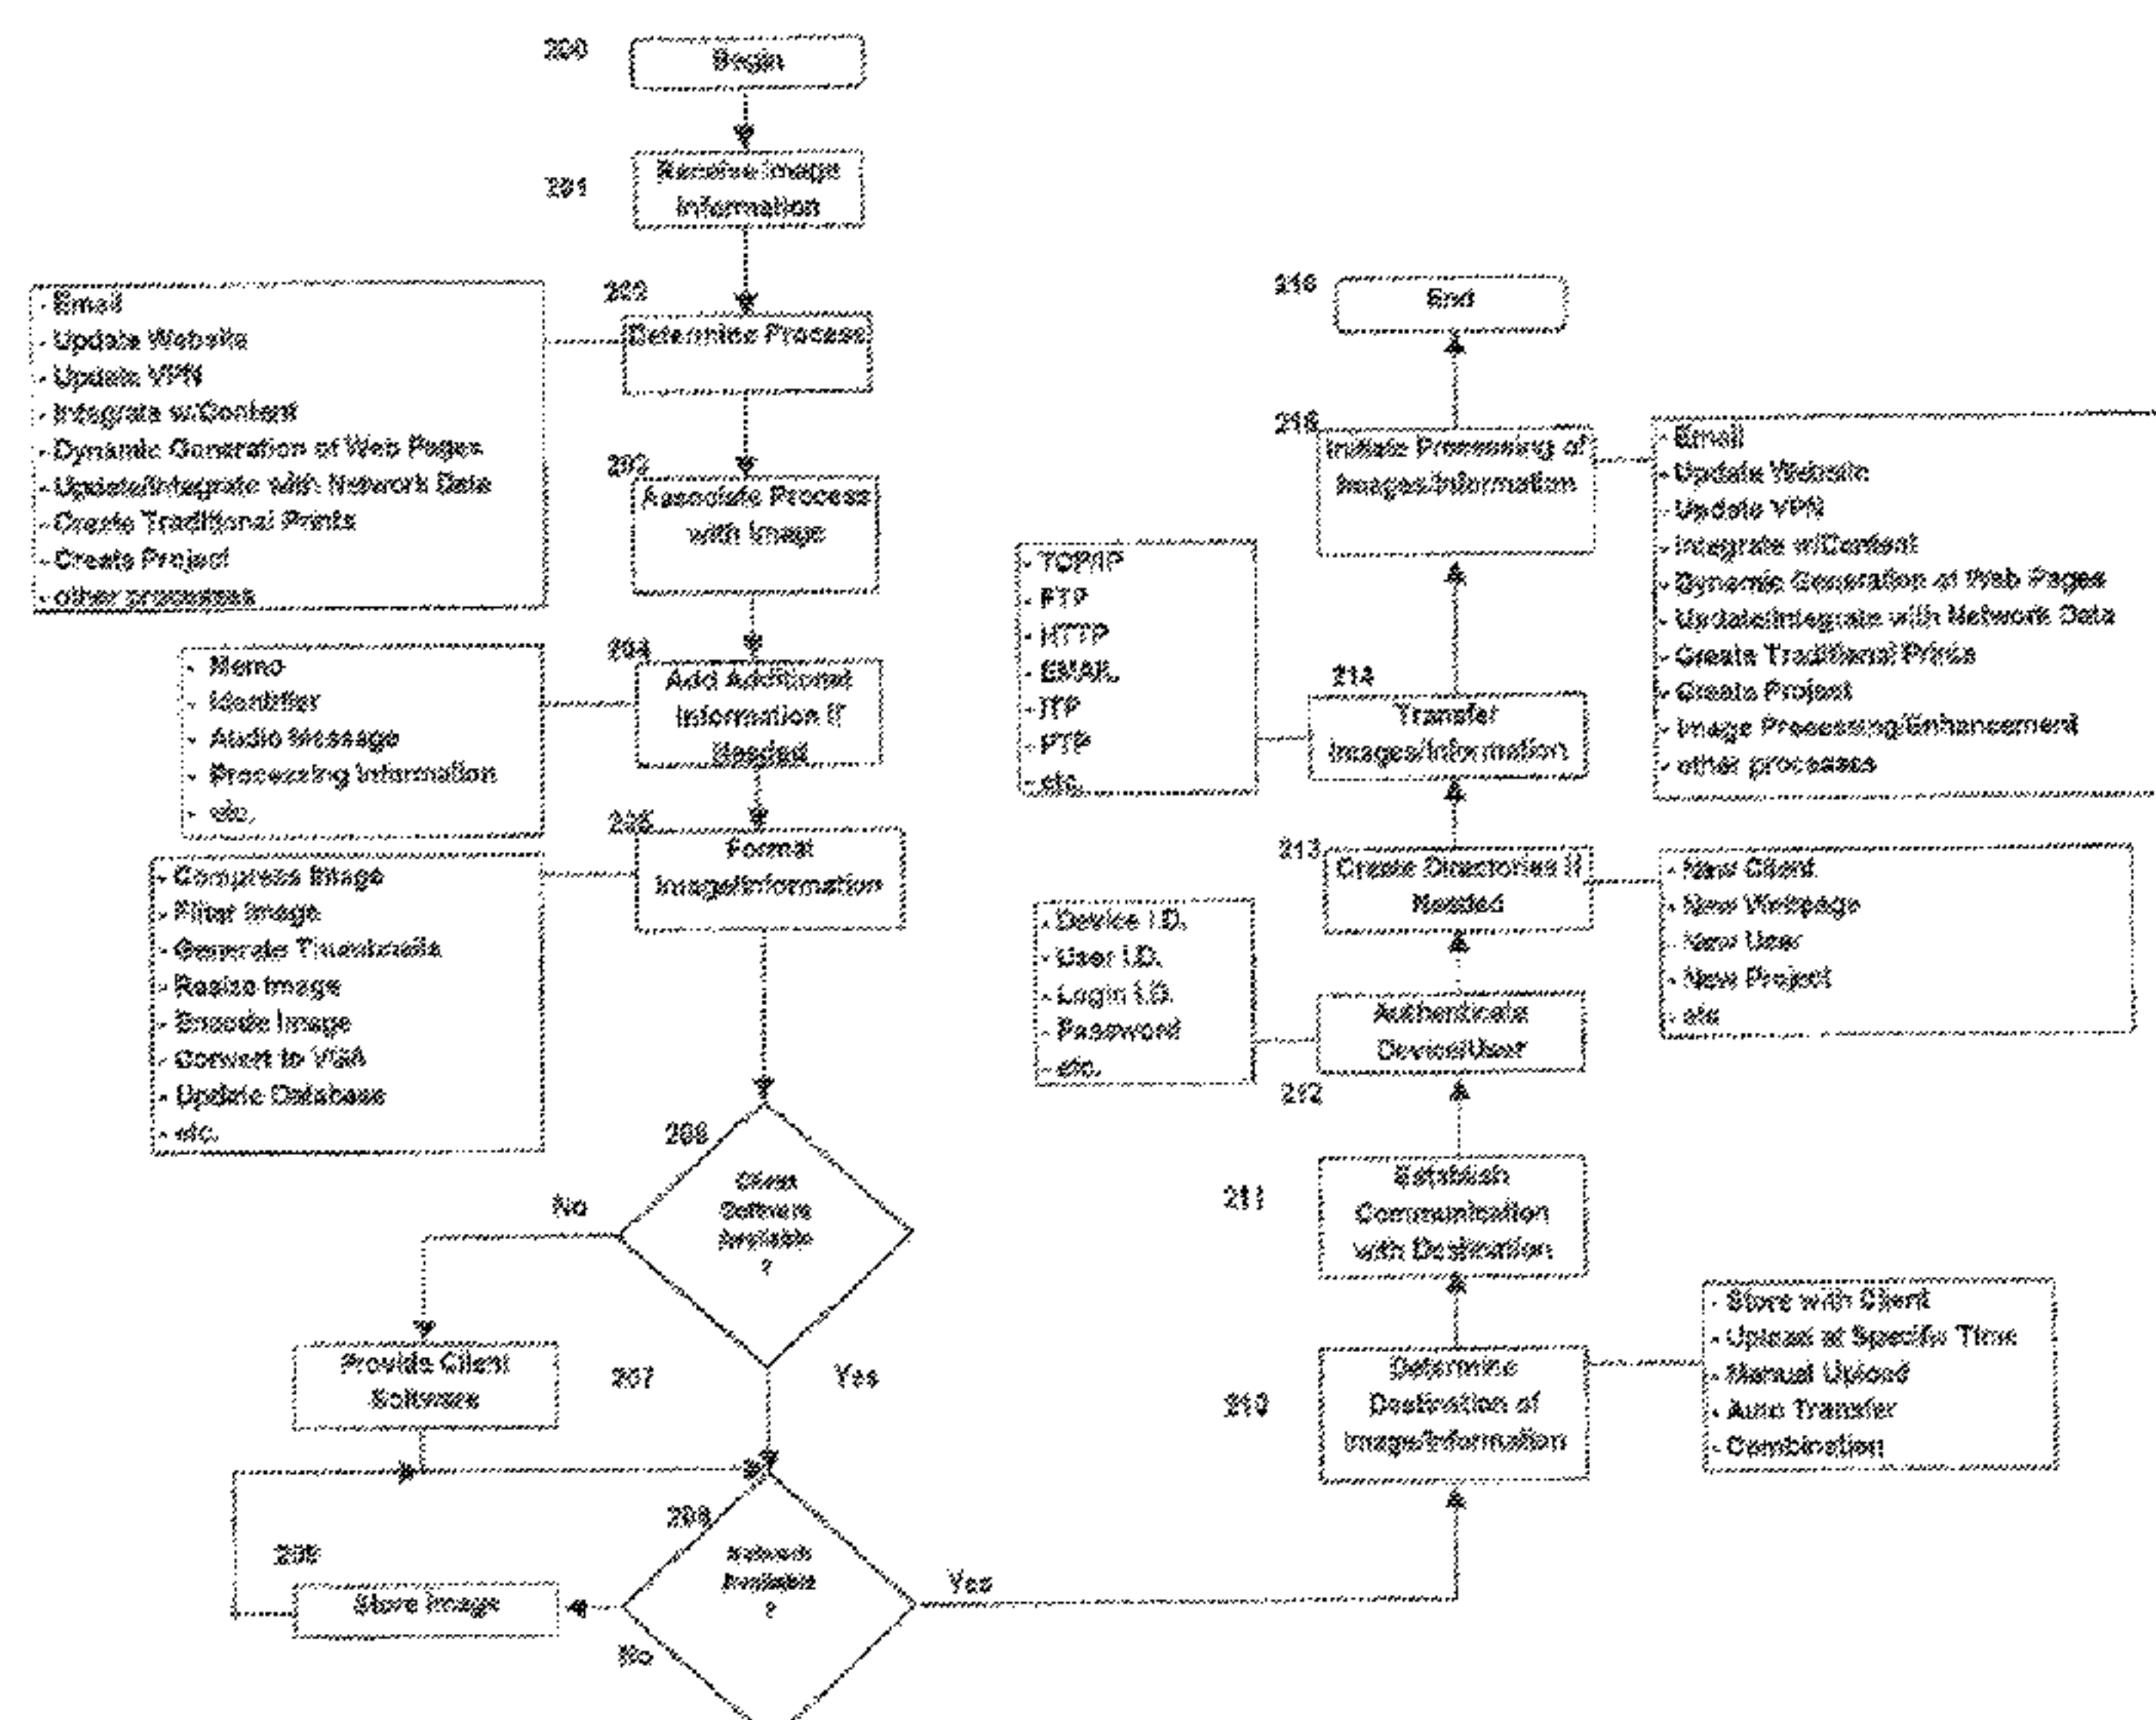 200
Begin
201
Receive Image
Information
202
Determine Process
- Email
- Update Website
- Update VPN
- Integrate w/Content
- Dynamic Generation of Web Pages
- Update/Integrate with Network Data
- Create Traditional Prints
- Create Project
- other processes
203
Associate Process
with Image
204
Add Additional
Information if
Needed
- Memo
- Identifier
- Audio Message
- Processing Information
- etc.
205
Format
Image/Information
- Compress Image
- Filter Image
- Generate Thumbnails
- Resize Image
- Encode Image
- Convert to VGA
- Update Database
- etc.
206
Client
Software
Available
?
No
Yes
Provide Client
Software
207
208
Network
Available
?
Yes
No
209
Store Image
210
Determine
Destination of
Image/Information
- Store with Client
- Upload at Specific Time
- Manual Upload
- Auto Transfer
- Combination
211
Establish
Communication
with Destination
212
Authenticate
Device/User
- Device I.D.
- User I.D.
- Login I.D.
- Password
- etc.
213
Create Directories if
Needed
- New Client
- New Webpage
- New User
- New Project
- etc
214
Transfer
Images/Information
- TCP/IP
- FTP
- HTTP
- EMAIL
- ITP
- PTP
- etc.
Initiate Processing of
Images/Information
- Email
- Update Website
- Update VPN
- Integrate w/Content
- Dynamic Generation of Web Pages
- Update/Integrate with Network Data
- Create Traditional Prints
- Create Project
- Image Processing/Enhancement
- other processes
216
End